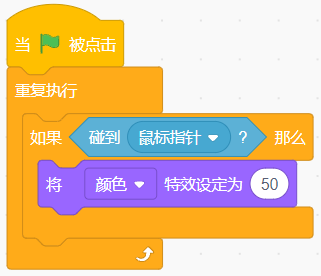 当 被点击
重复执行
如果 碰到 鼠标指针 ? 那么
将 颜色 特效设定为 50